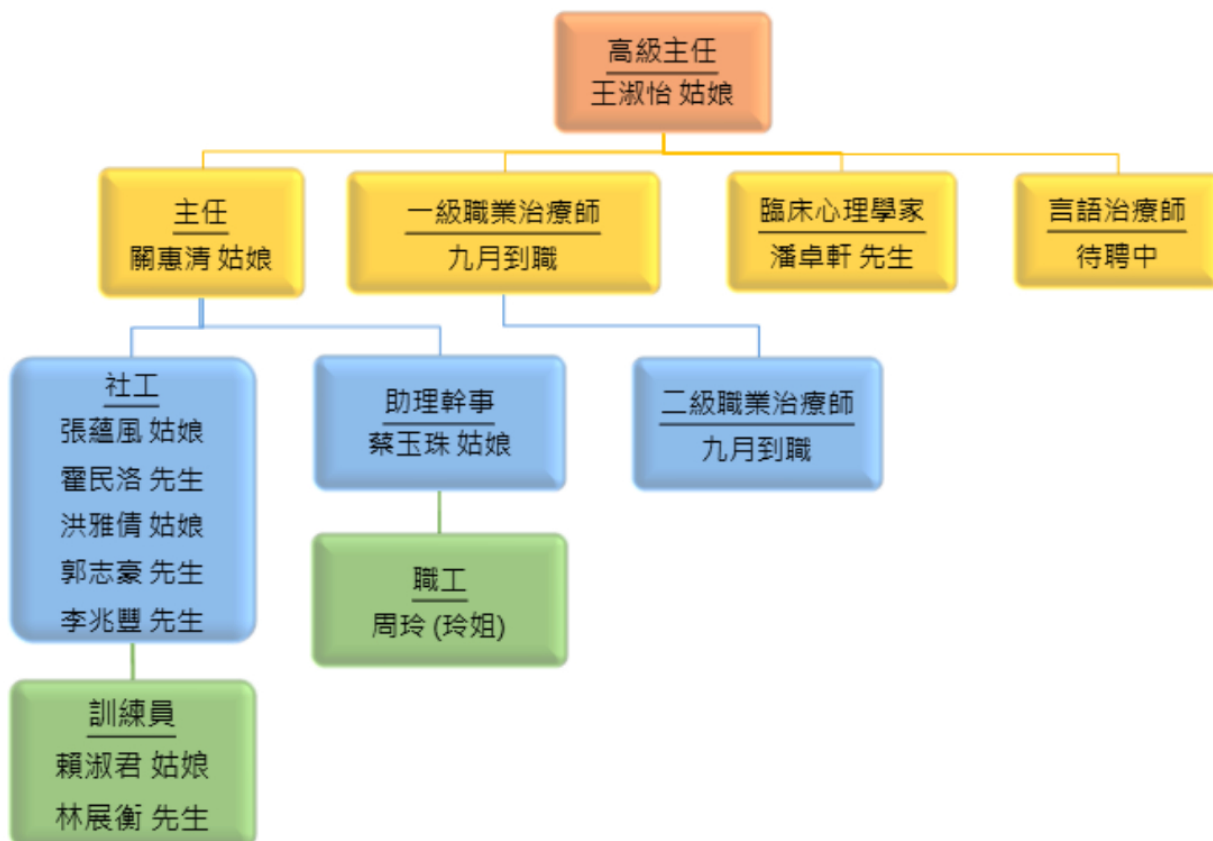 高級主任
王淑怡 姑娘
主任
關惠清 姑娘
一級職業治療師
九月到職
臨床心理學家
潘卓軒 先生
言語治療師
待聘中
社工
張蘊風 姑娘
霍民洛 先生
洪雅倩 姑娘
郭志豪 先生
李兆豐 先生
助理幹事
蔡玉珠 姑娘
二級職業治療師
九月到職
職工
周玲 (玲姐)
訓練員
賴淑君 姑娘
林展衡 先生